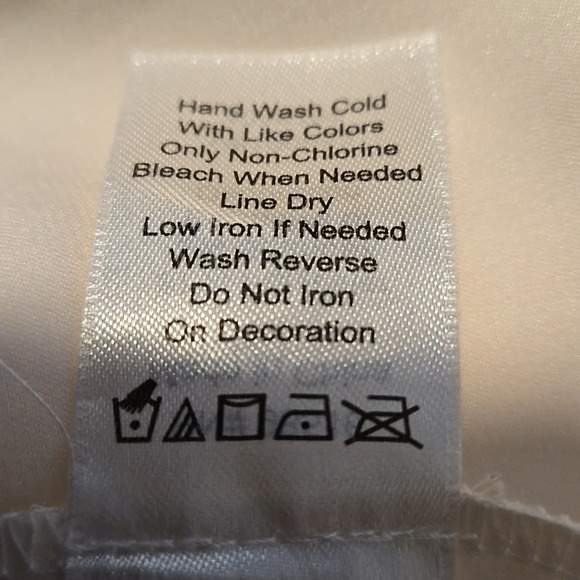 Hand Wash Cold
With Like Colors
Only Non-Chlorine
Bleach When Needed
Line Dry
Low Iron If Needed
Wash Reverse
Do Not Iron
On Decoration